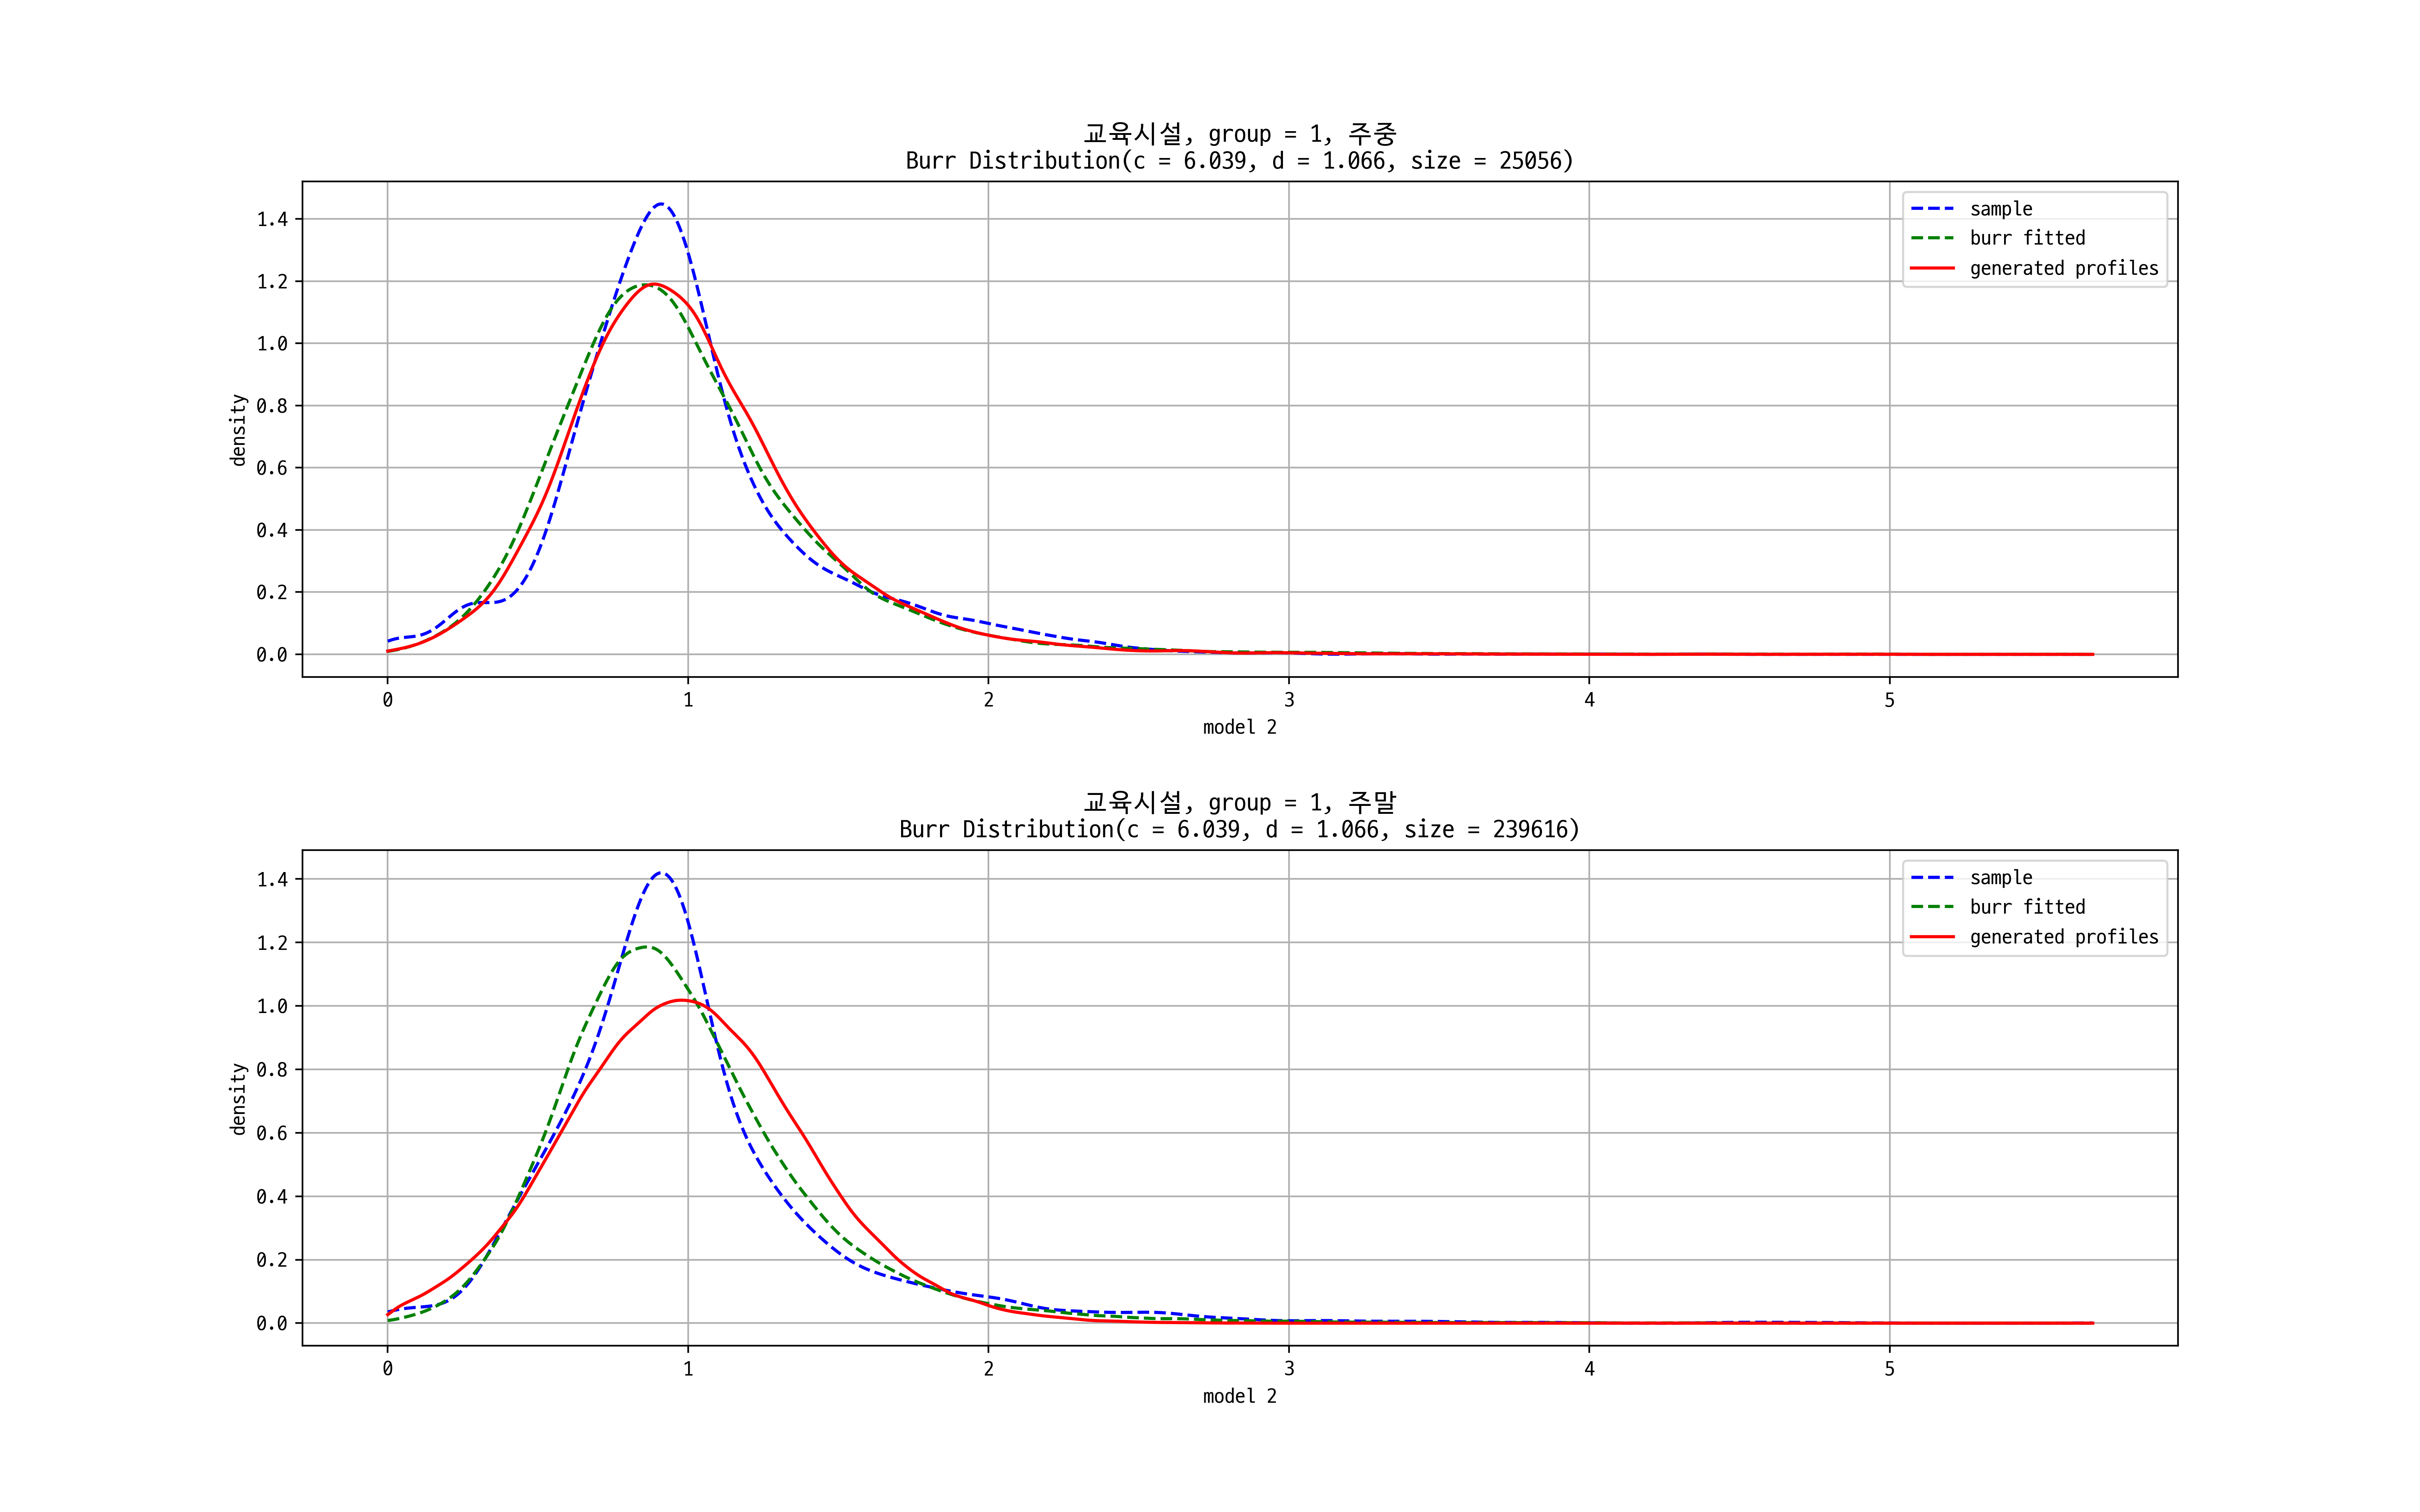 교육시설, group = 1, 주중
Burr Distribution(c = 6.039, d = 1.066, size = 25056)
1.4
1.2
1.0
0.8
0.6
0.4
0.2
0.0
density
sample
burr fitted
generated profiles
0 1 2 3 4 5
model 2
교육시설, group = 1, 주말
Burr Distribution(c = 6.039, d = 1.066, size = 239616)
1.4
1.2
1.0
0.8
0.6
0.4
0.2
0.0
density
sample
burr fitted
generated profiles
0 1 2 3 4 5
model 2